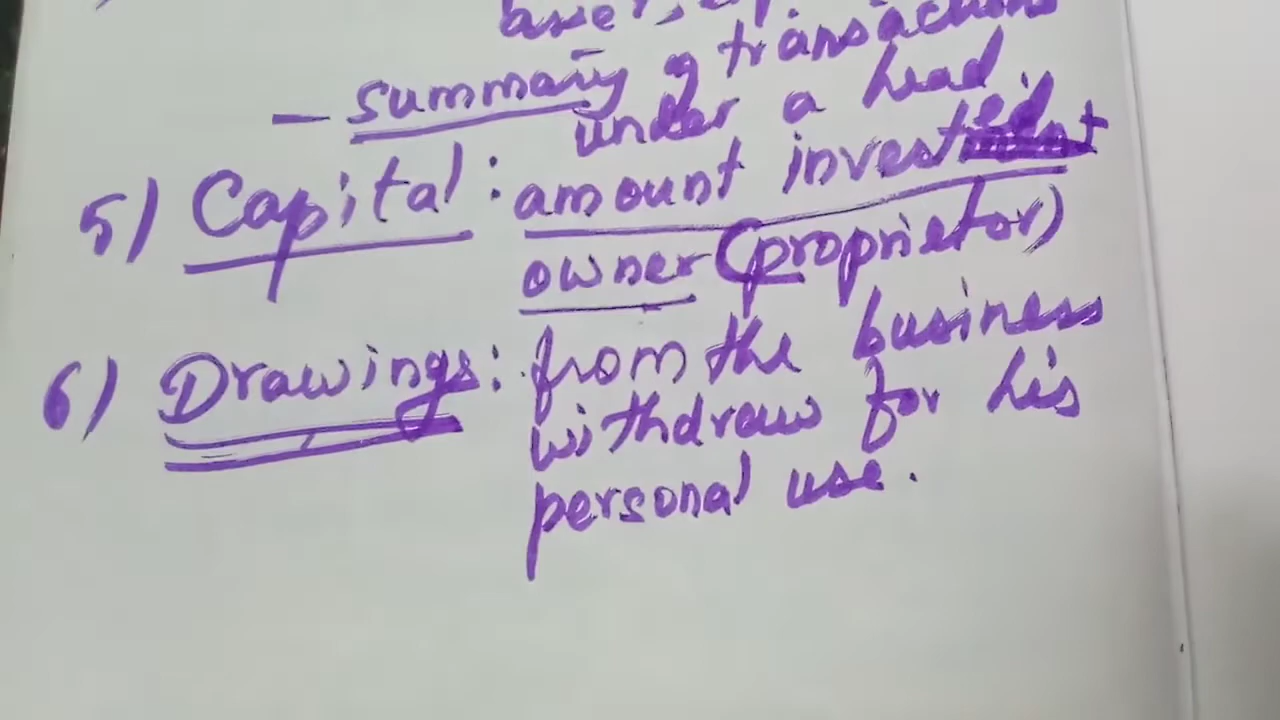 - summary of transactions
under a head
5) Capital: amount invested
owner (proprietor)
6) Drawings: from the business
withdraw for his
personal use.